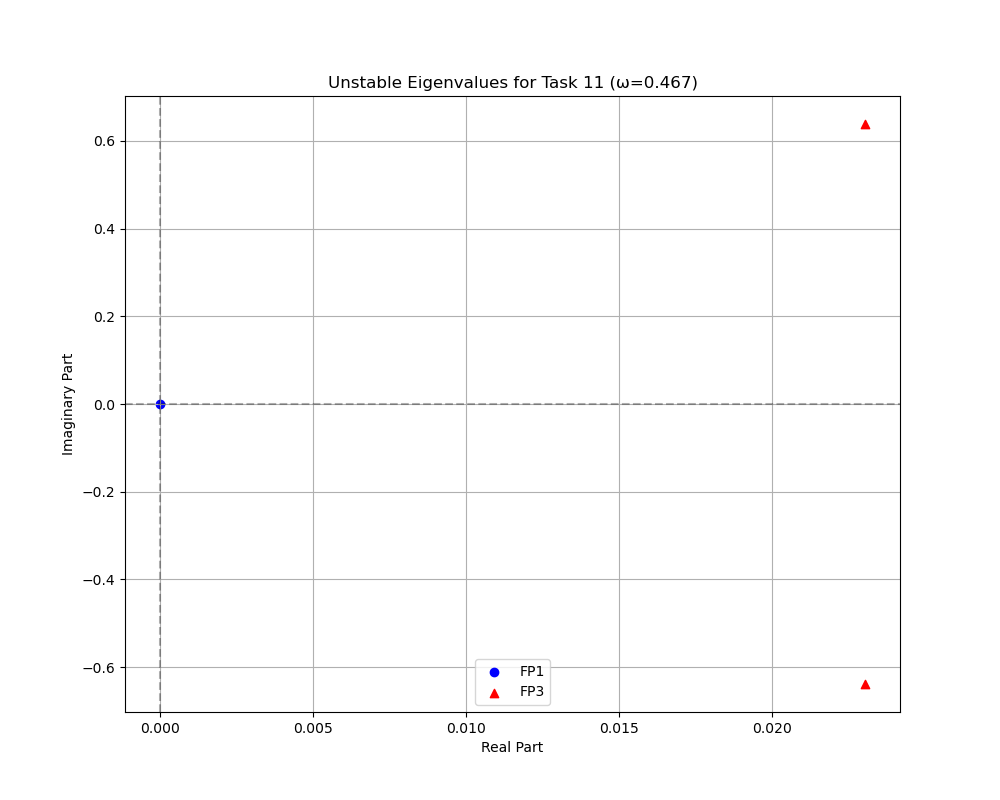 Unstable Eigenvalues for Task 11 (ω=0.467)
0.6
0.4
0.2
0.0
−0.2
−0.4
−0.6
Imaginary Part
FP1
FP3
0.000 0.005 0.010 0.015 0.020
Real Part